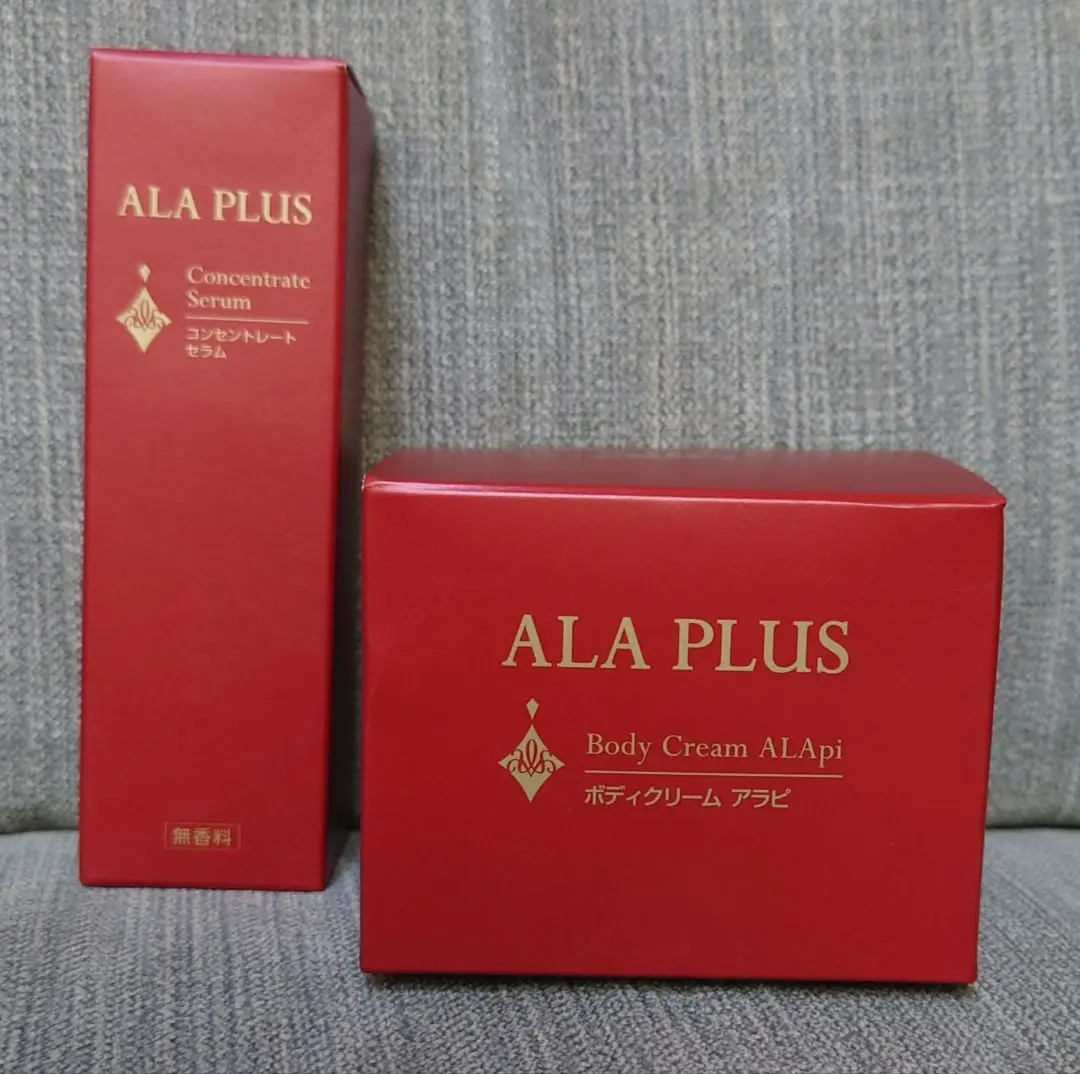 ALA PLUS
Concentrate
Serum
コンセントレート
セラム
無香料
ALA PLUS
Body Cream ALApi
ボディクリーム アラピ